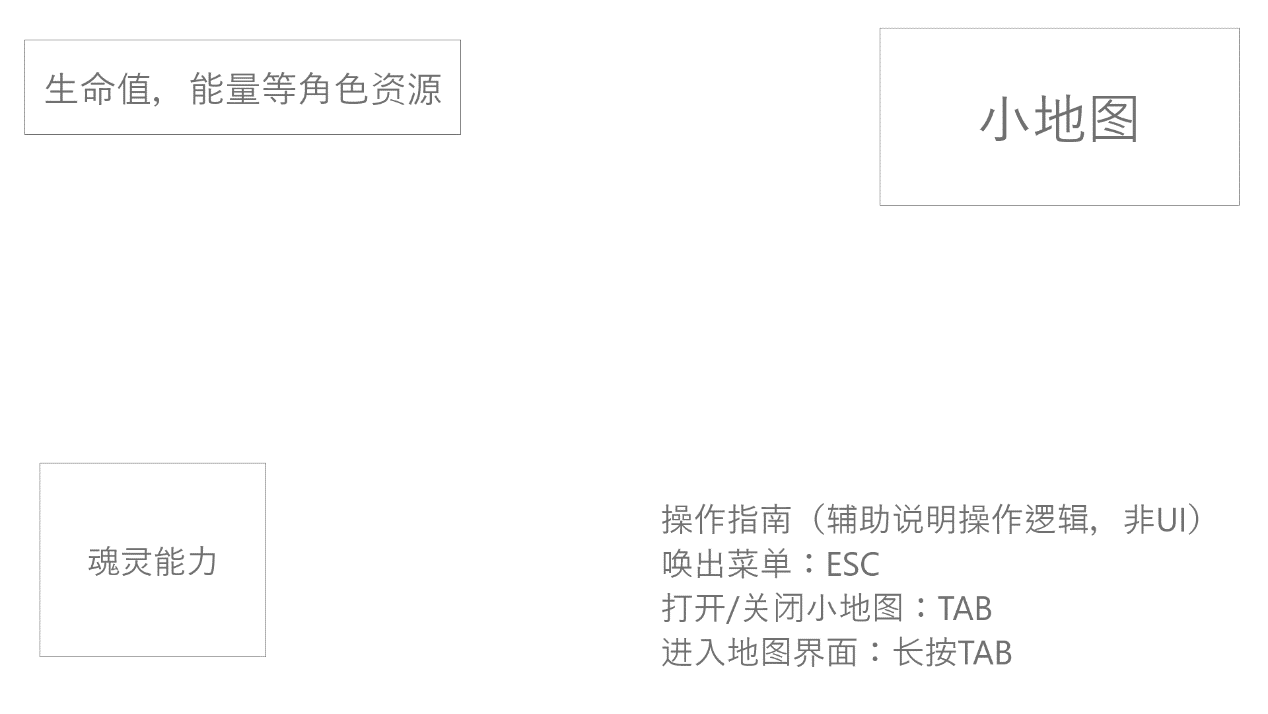 生命值，能量等角色资源
小地图
魂灵能力
操作指南（辅助说明操作逻辑，非UI）
唤出菜单：ESC
打开/关闭小地图：TAB
进入地图界面：长按TAB